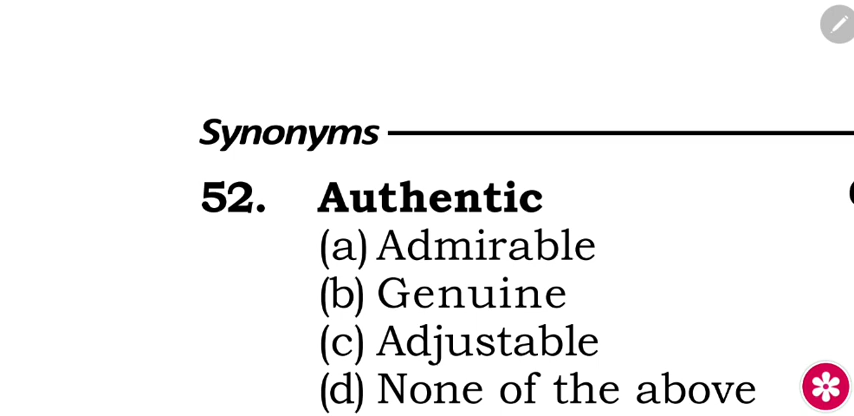 Synonyms
52. Authentic
(a) Admirable
(b) Genuine
(c) Adjustable
(d) None of the above